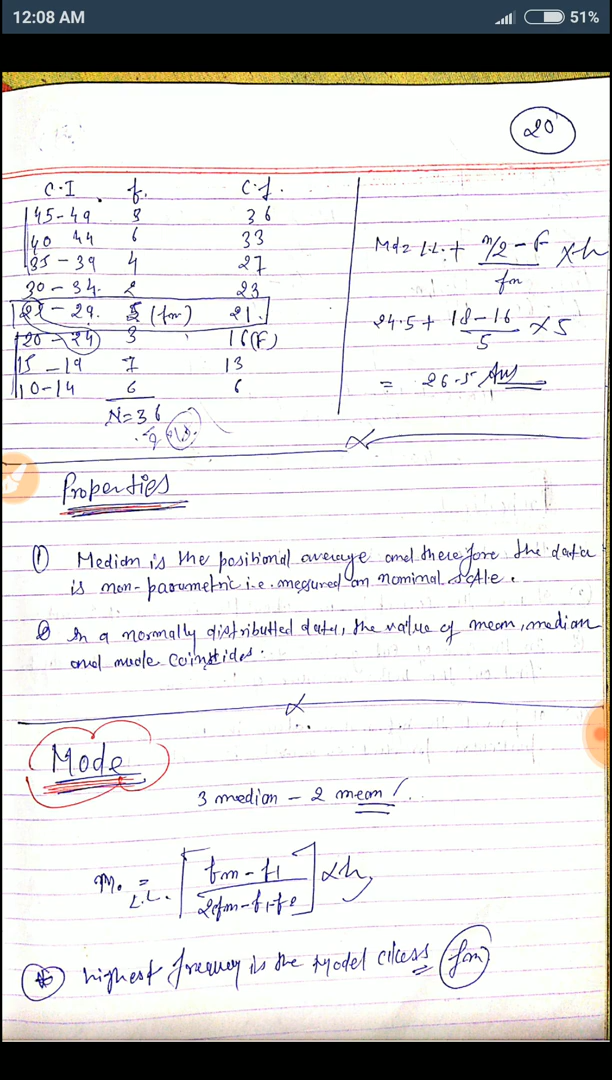 12:08 AM 51%
20
C.I f. C.f.
45-49 3 36
40 44 6 33
35-39 4 27
30-34. 2 23
25-29. 5 (fm) 21.
20-24 3 16(F)
15-19 7 13
10-14 6 6
N=36
Md= L.L. + n/2 - F / fm × h
24.5 + 18-16 / 5 × 5
= 26.5 Ans
Properties
① Median is the positional average and therefore the data
is non-parametric i.e. measured on nominal scale.
② In a normally distributted data, the value of mean, median
and mode coinsides.
Mode
3 median - 2 mean
Mo = L.L. [ fm - f1 / 2fm - f1 - f2 ] × h
highest frequency is the Model class (fm)